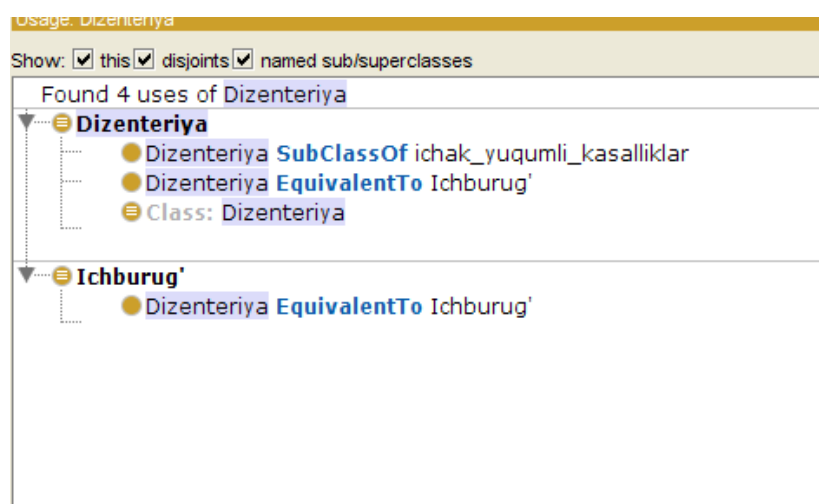 Usage: Dizenteriya
Show: this disjoints named sub/superclasses
Found 4 uses of Dizenteriya
Dizenteriya
Dizenteriya SubClassOf ichak_yuqumli_kasalliklar
Dizenteriya EquivalentTo Ichburug'
Class: Dizenteriya
Ichburug'
Dizenteriya EquivalentTo Ichburug'